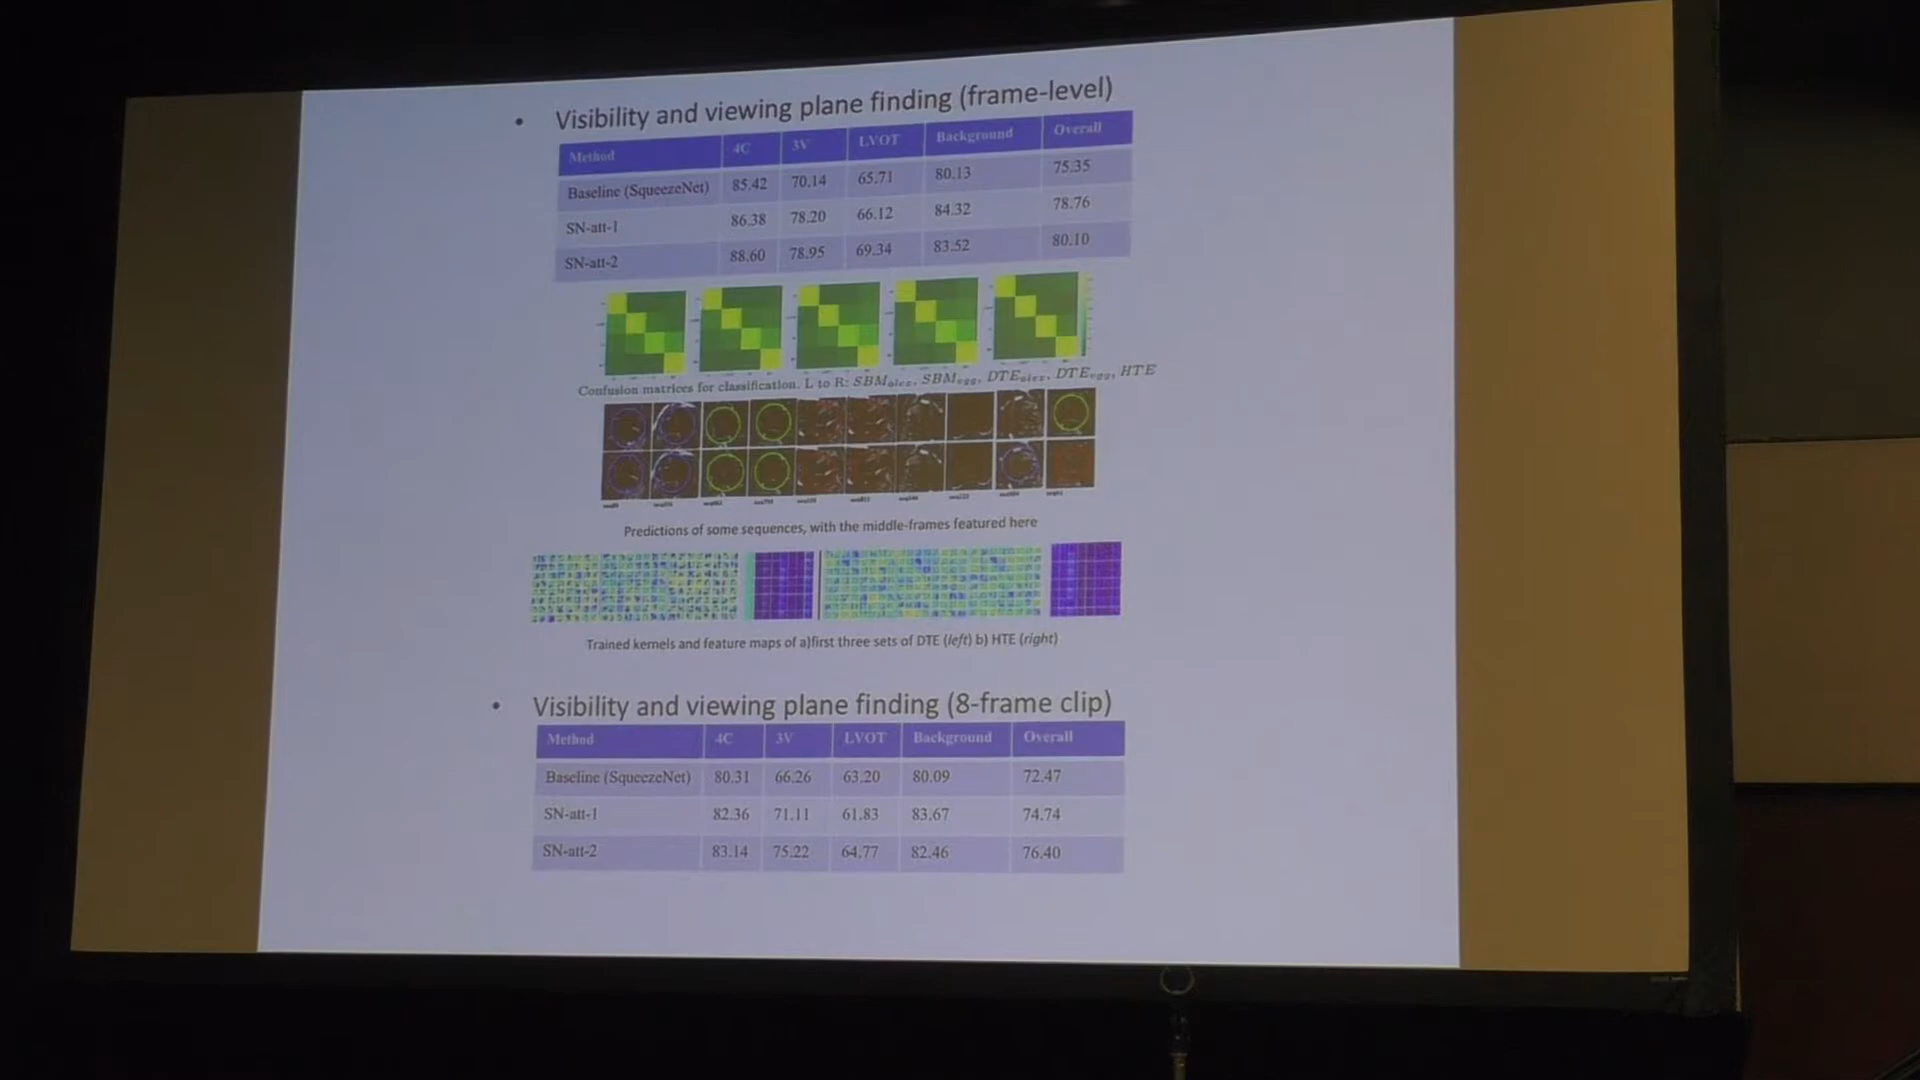 • Visibility and viewing plane finding (frame-level)
Method 4C 3V LVOT Background Overall
Baseline (SqueezeNet) 85.42 70.14 65.71 80.13 75.35
SN-att-1 86.38 78.20 66.12 84.32 78.76
SN-att-2 88.60 78.95 69.34 83.52 80.10
Confusion matrices for classification. L to R: SBMalex, SBMvgg, DTEalex, DTEvgg, HTE
Predictions of some sequences, with the middle-frames featured here
Trained kernels and feature maps of a)first three sets of DTE (left) b) HTE (right)
• Visibility and viewing plane finding (8-frame clip)
Method 4C 3V LVOT Background Overall
Baseline (SqueezeNet) 80.31 66.26 63.20 80.09 72.47
SN-att-1 82.36 71.11 61.83 83.67 74.74
SN-att-2 83.14 75.22 64.77 82.46 76.40